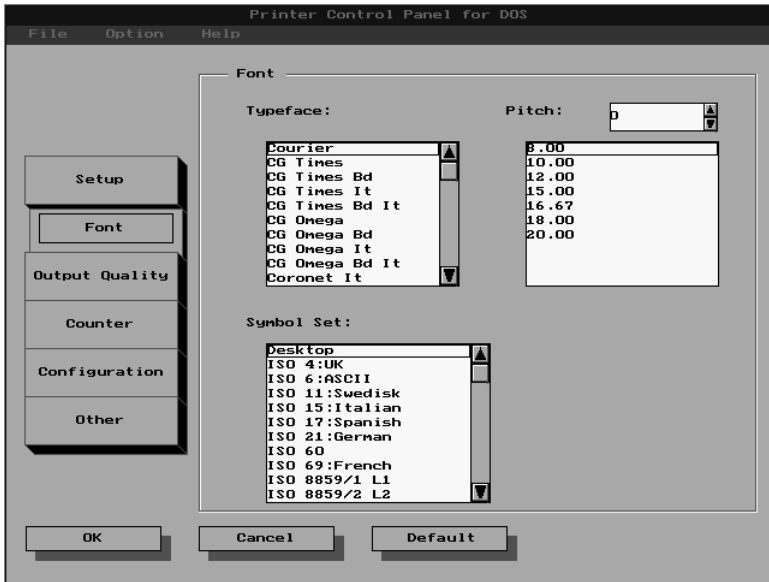 Printer Control Panel for DOS
File Option Help
Font
Typeface:
Courier
CG Times
CG Times Bd
CG Times It
CG Times Bd It
CG Omega
CG Omega Bd
CG Omega It
CG Omega Bd It
Coronet It
Pitch:
0
8.00
10.00
12.00
15.00
16.67
18.00
20.00
Symbol Set:
Desktop
ISO 4:UK
ISO 6:ASCII
ISO 11:Swedisk
ISO 15:Italian
ISO 17:Spanish
ISO 21:German
ISO 60
ISO 69:French
ISO 8859/1 L1
ISO 8859/2 L2
Setup
Font
Output Quality
Counter
Configuration
Other
OK
Cancel
Default